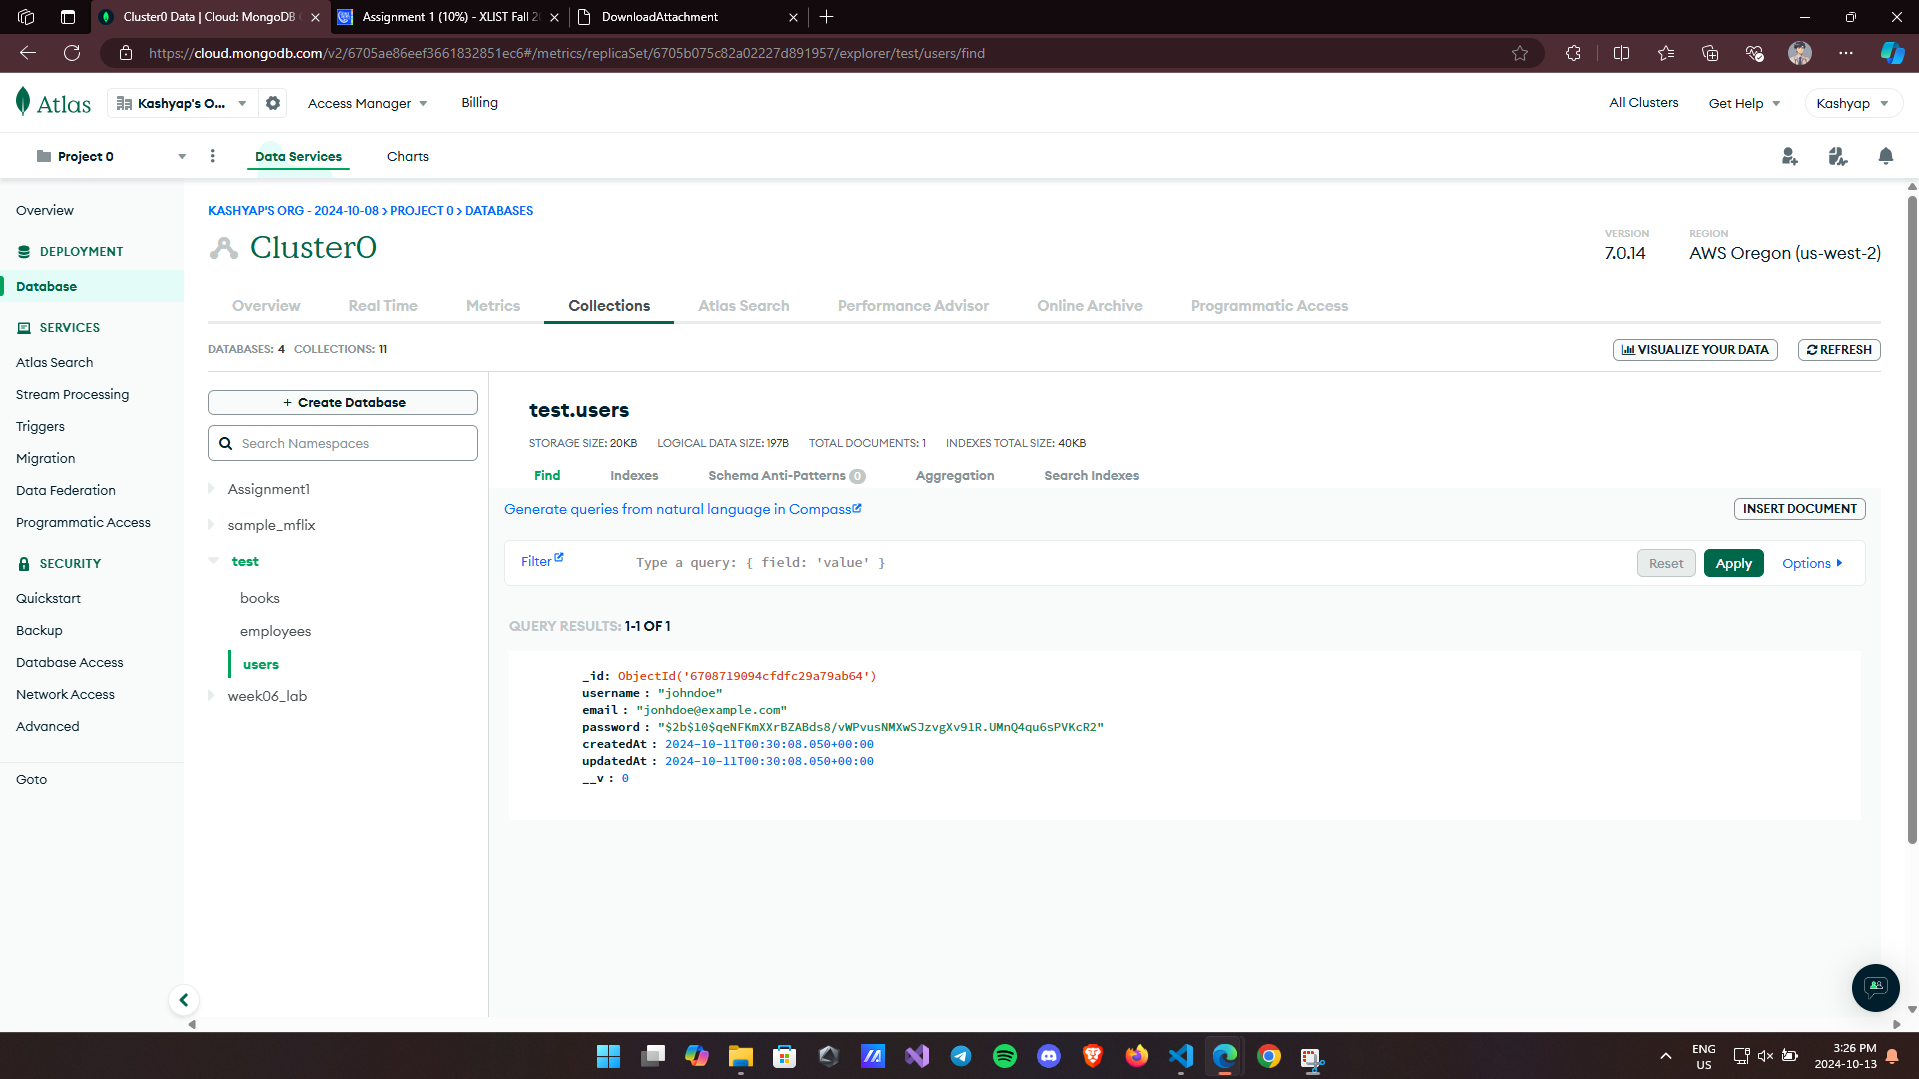 Cluster0 Data | Cloud: MongoDB C
Assignment 1 (10%) - XLIST Fall 20
DownloadAttachment
https://cloud.mongodb.com/v2/6705ae86eef3661832851ec6#/metrics/replicaSet/6705b075c82a02227d891957/explorer/test/users/find
Atlas
Kashyap's O...
Access Manager
Billing
All Clusters
Get Help
Kashyap
Project 0
Data Services
Charts
Overview
DEPLOYMENT
Database
SERVICES
Atlas Search
Stream Processing
Triggers
Migration
Data Federation
Programmatic Access
SECURITY
Quickstart
Backup
Database Access
Network Access
Advanced
Goto
KASHYAP'S ORG - 2024-10-08 > PROJECT 0 > DATABASES
Cluster0
VERSION
7.0.14
REGION
AWS Oregon (us-west-2)
Overview
Real Time
Metrics
Collections
Atlas Search
Performance Advisor
Online Archive
Programmatic Access
DATABASES: 4 COLLECTIONS: 11
VISUALIZE YOUR DATA
REFRESH
+ Create Database
Search Namespaces
Assignment1
sample_mflix
test
books
employees
users
week06_lab
test.users
STORAGE SIZE: 20KB LOGICAL DATA SIZE: 197B TOTAL DOCUMENTS: 1 INDEXES TOTAL SIZE: 40KB
Find
Indexes
Schema Anti-Patterns 0
Aggregation
Search Indexes
Generate queries from natural language in Compass
INSERT DOCUMENT
Filter
Type a query: { field: 'value' }
Reset
Apply
Options
QUERY RESULTS: 1-1 OF 1
_id: ObjectId('6708719094cfdfc29a79ab64')
username : "johndoe"
email : "jonhdoe@example.com"
password : "$2b$10$qeNFKmXXrBZABds8/vWPvusNMXwSJzvgXv91R.UMnQ4qu6sPVKcR2"
createdAt : 2024-10-11T00:30:08.050+00:00
updatedAt : 2024-10-11T00:30:08.050+00:00
__v : 0
ENG
US
3:26 PM
2024-10-13